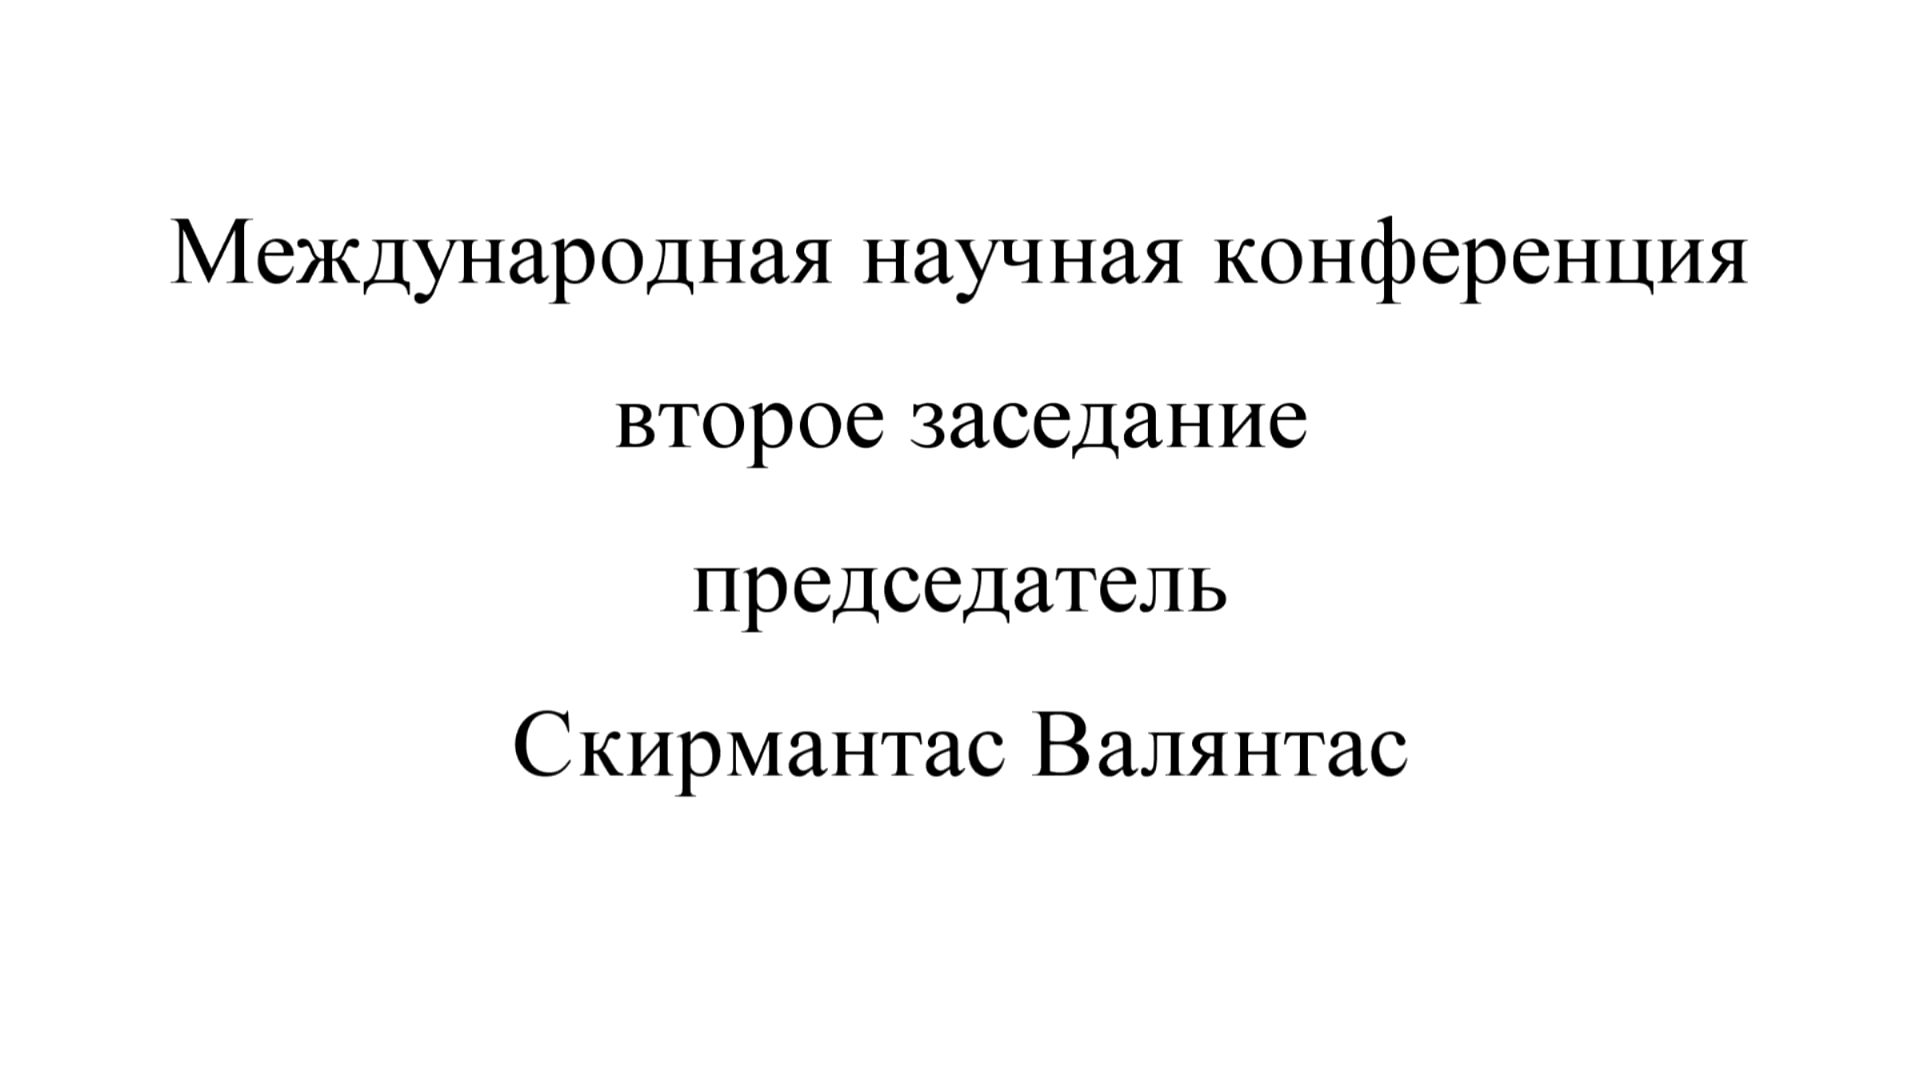 Международная научная конференция
второе заседание
председатель
Скирмантас Валянтас